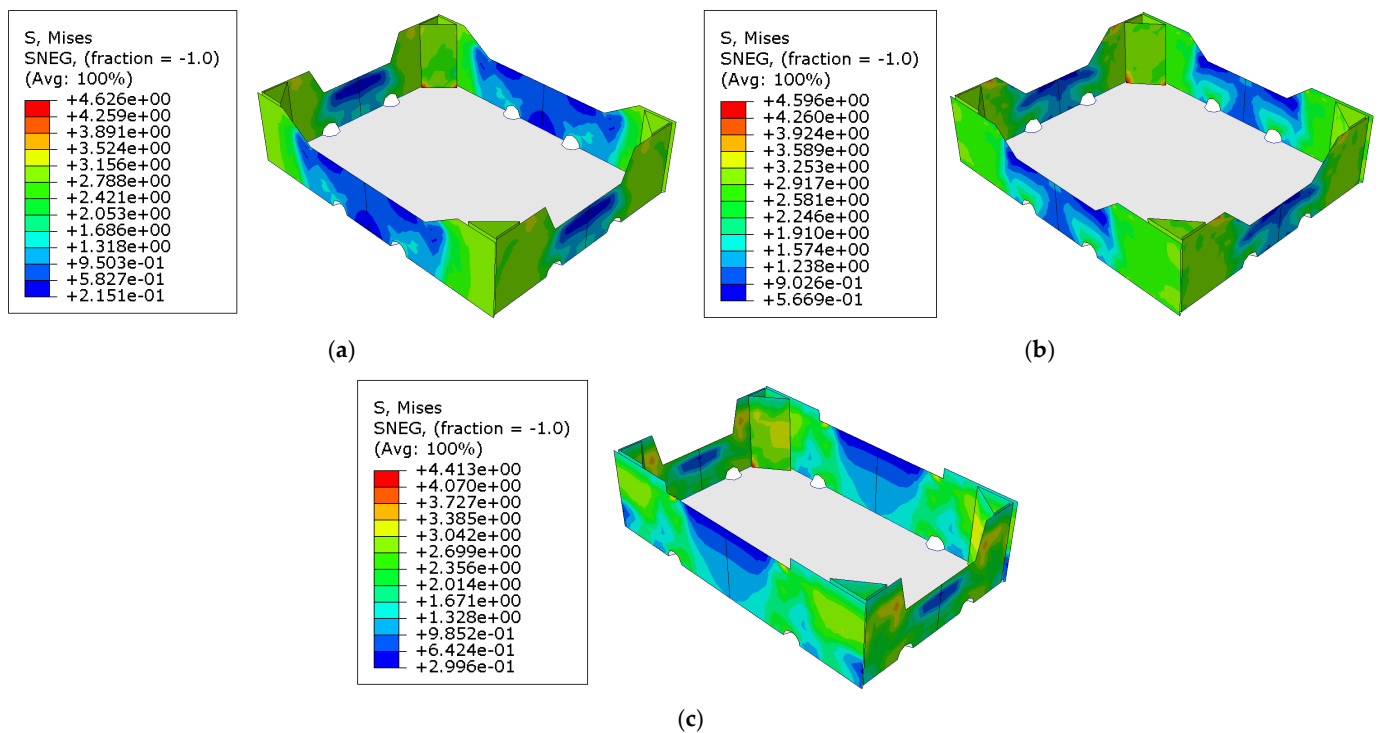 S, Mises
SNEG, (fraction = -1.0)
(Avg: 100%)
+4.626e+00
+4.259e+00
+3.891e+00
+3.524e+00
+3.156e+00
+2.788e+00
+2.421e+00
+2.053e+00
+1.686e+00
+1.318e+00
+9.503e-01
+5.827e-01
+2.151e-01
(a)
S, Mises
SNEG, (fraction = -1.0)
(Avg: 100%)
+4.596e+00
+4.260e+00
+3.924e+00
+3.589e+00
+3.253e+00
+2.917e+00
+2.581e+00
+2.246e+00
+1.910e+00
+1.574e+00
+1.238e+00
+9.026e-01
+5.669e-01
(b)
S, Mises
SNEG, (fraction = -1.0)
(Avg: 100%)
+4.413e+00
+4.070e+00
+3.727e+00
+3.385e+00
+3.042e+00
+2.699e+00
+2.356e+00
+2.014e+00
+1.671e+00
+1.328e+00
+9.852e-01
+6.424e-01
+2.996e-01
(c)